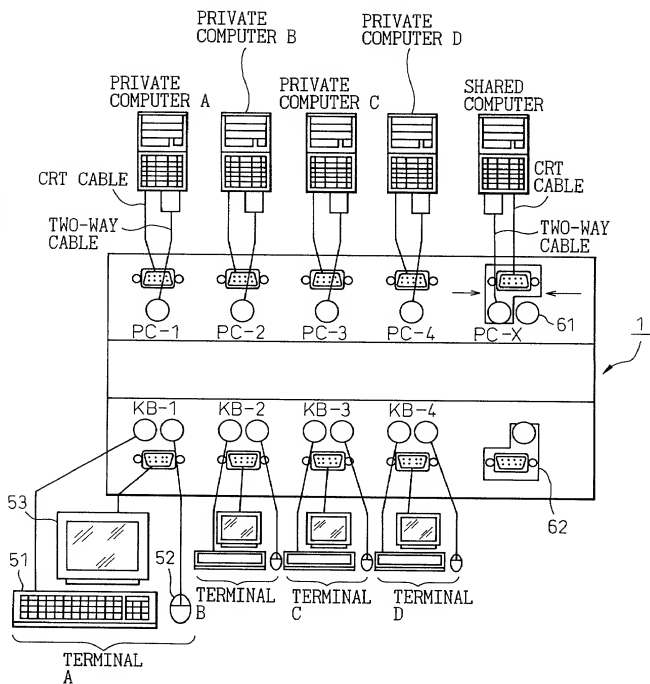 PRIVATE
COMPUTER B
PRIVATE
COMPUTER D
PRIVATE
COMPUTER A
PRIVATE
COMPUTER C
SHARED
COMPUTER
CRT CABLE
CRT
CABLE
TWO-WAY
CABLE
TWO-WAY
CABLE
PC-1
PC-2
PC-3
PC-4
PC-X
61
1
KB-1
KB-2
KB-3
KB-4
53
62
51
52
TERMINAL
B
TERMINAL
C
TERMINAL
D
TERMINAL
A